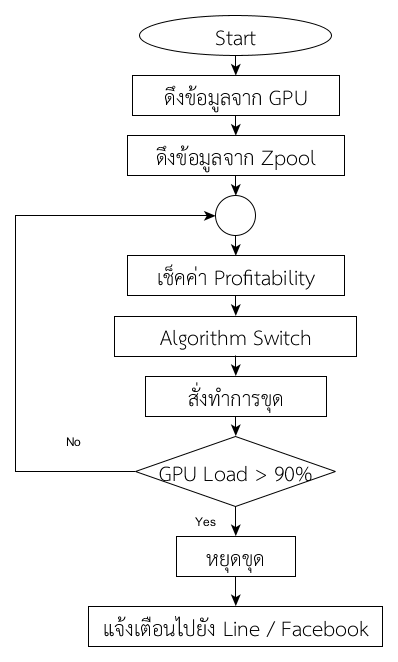 Start
ดึงข้อมูลจาก GPU
ดึงข้อมูลจาก Zpool
เช็คค่า Profitability
Algorithm Switch
สั่งทำการขุด
No
GPU Load > 90%
Yes
หยุดขุด
แจ้งเตือนไปยัง Line / Facebook